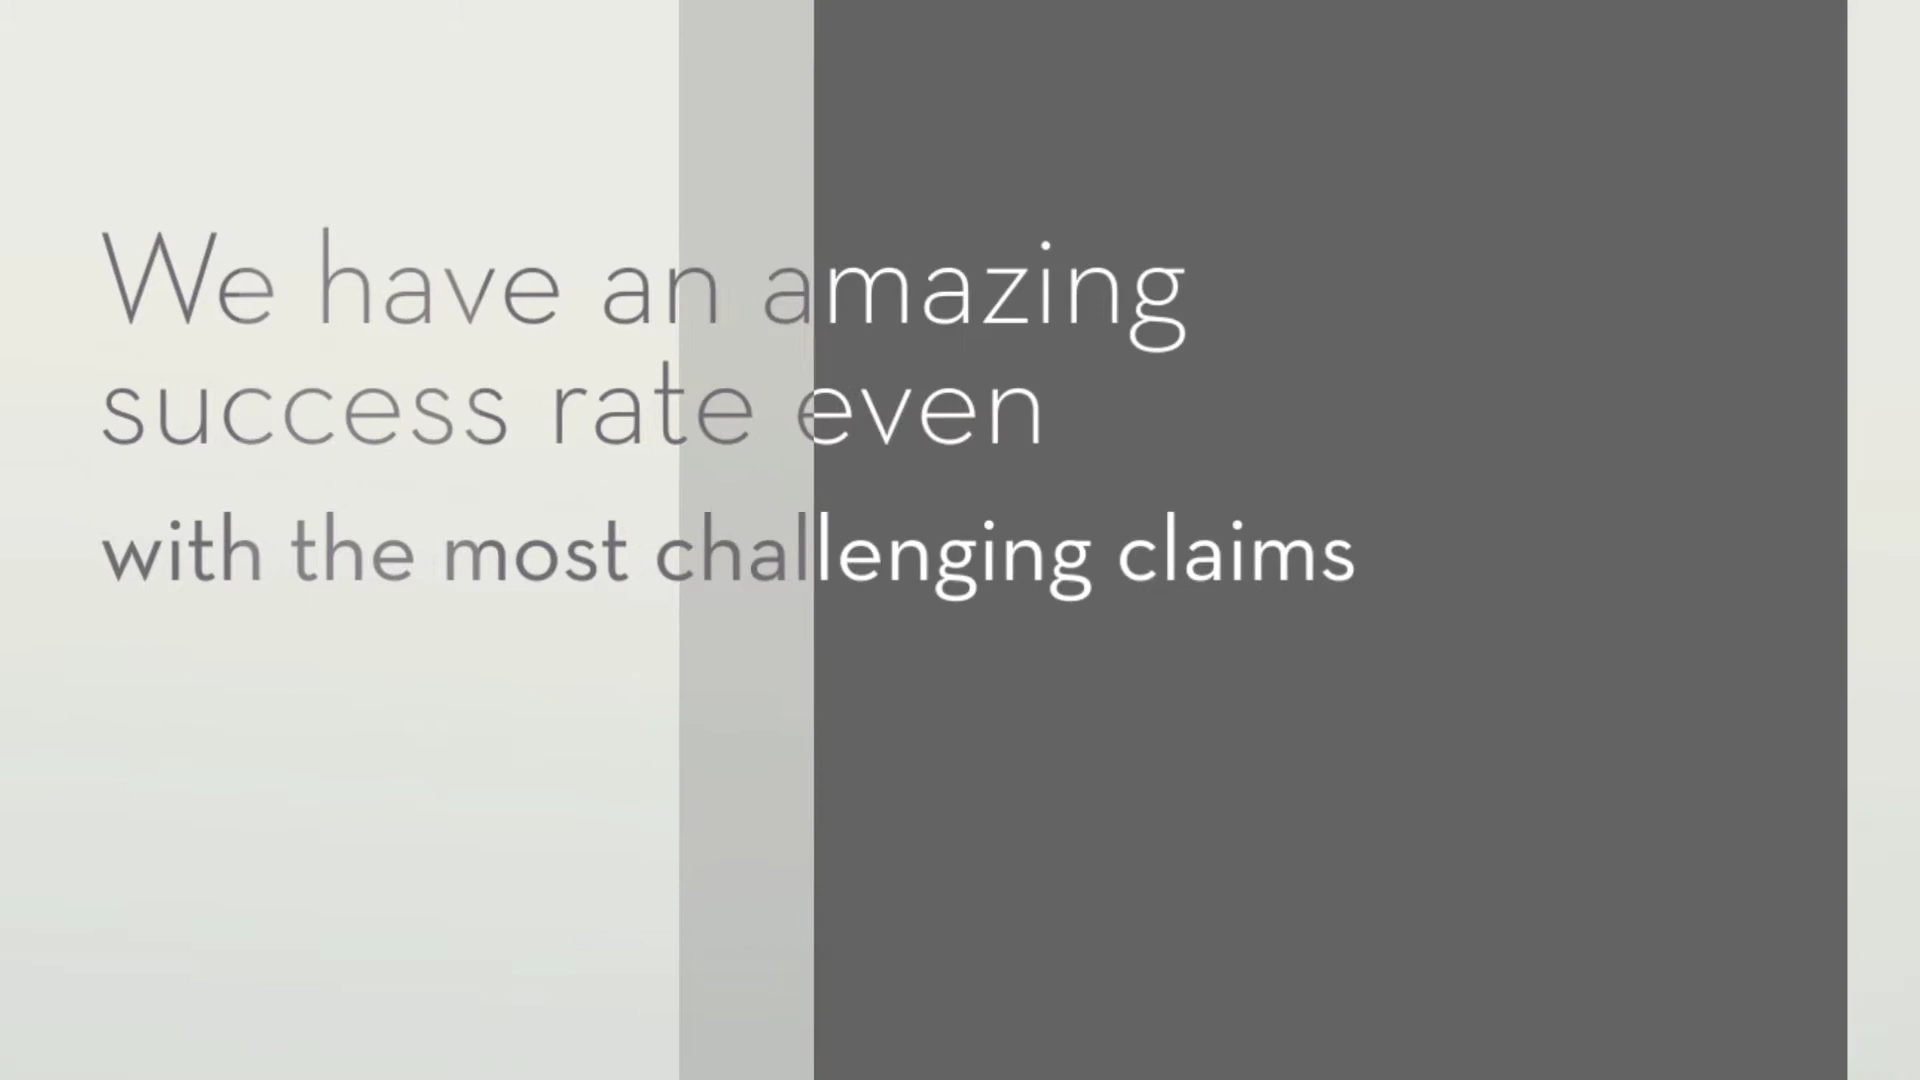 We have an amazing
success rate even
with the most challenging claims